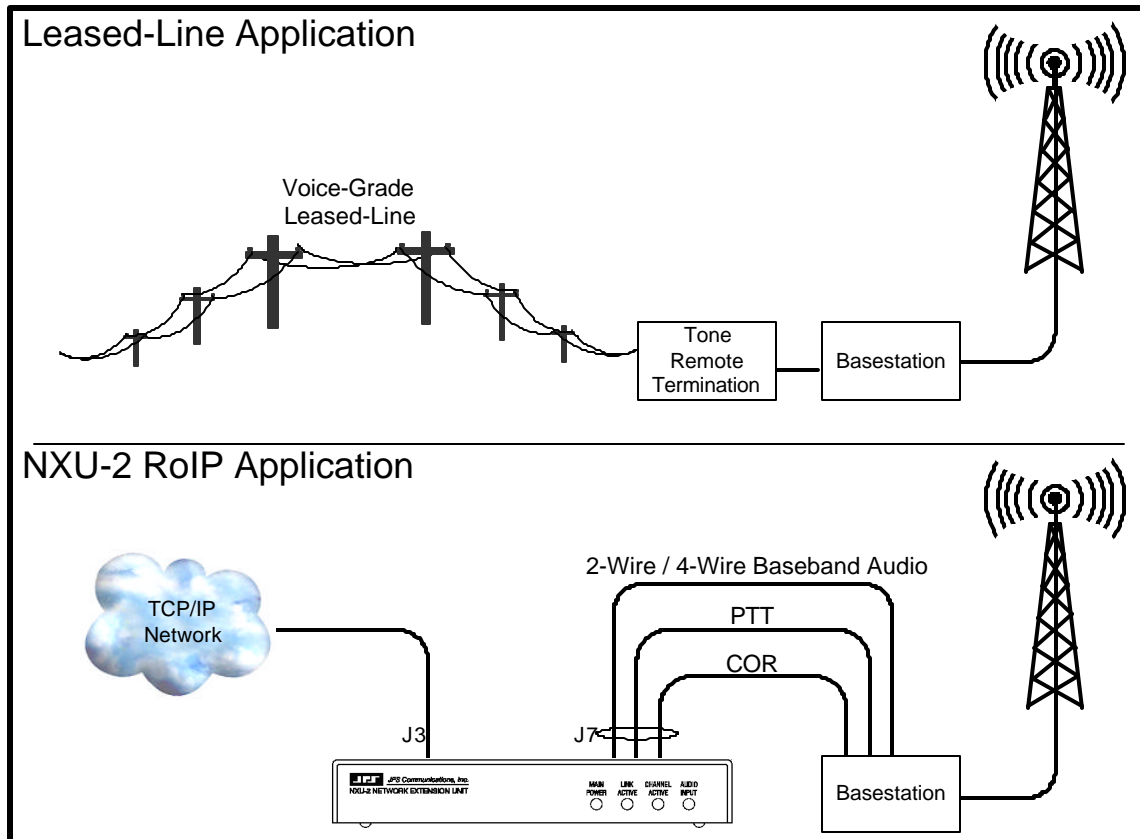 Leased-Line Application
Voice-Grade
Leased-Line
Tone
Remote
Termination
Basestation
NXU-2 RoIP Application
TCP/IP
Network
2-Wire / 4-Wire Baseband Audio
PTT
COR
J3
J7
JPS JPS Communications, Inc.
NXU-2 NETWORK EXTENSION UNIT
MAIN POWER
LINK ACTIVE
CHANNEL ACTIVE
AUDIO INPUT
Basestation